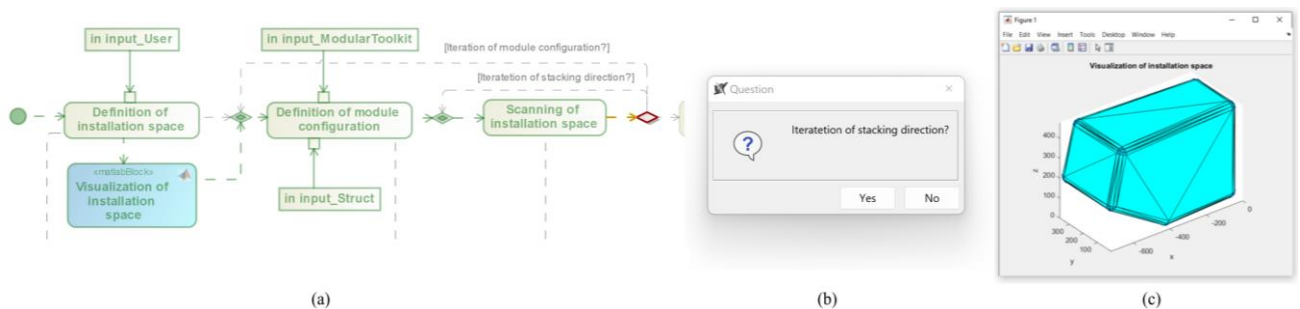 in input_User
in input_ModularToolkit
[Iteration of module configuration?]
[Iteratetion of stacking direction?]
Definition of
installation space
Definition of module
configuration
Scanning of
installation space
«matlabBlock»
Visualization of
installation
space
in input_Struct
(a)
Question
Iteratetion of stacking direction?
Yes
No
(b)
Figure 1
File Edit View Insert Tools Desktop Window Help
Visualization of installation space
400
300
200
100
0
z
300
200
100
y
-600
-400
-200
0
x
(c)